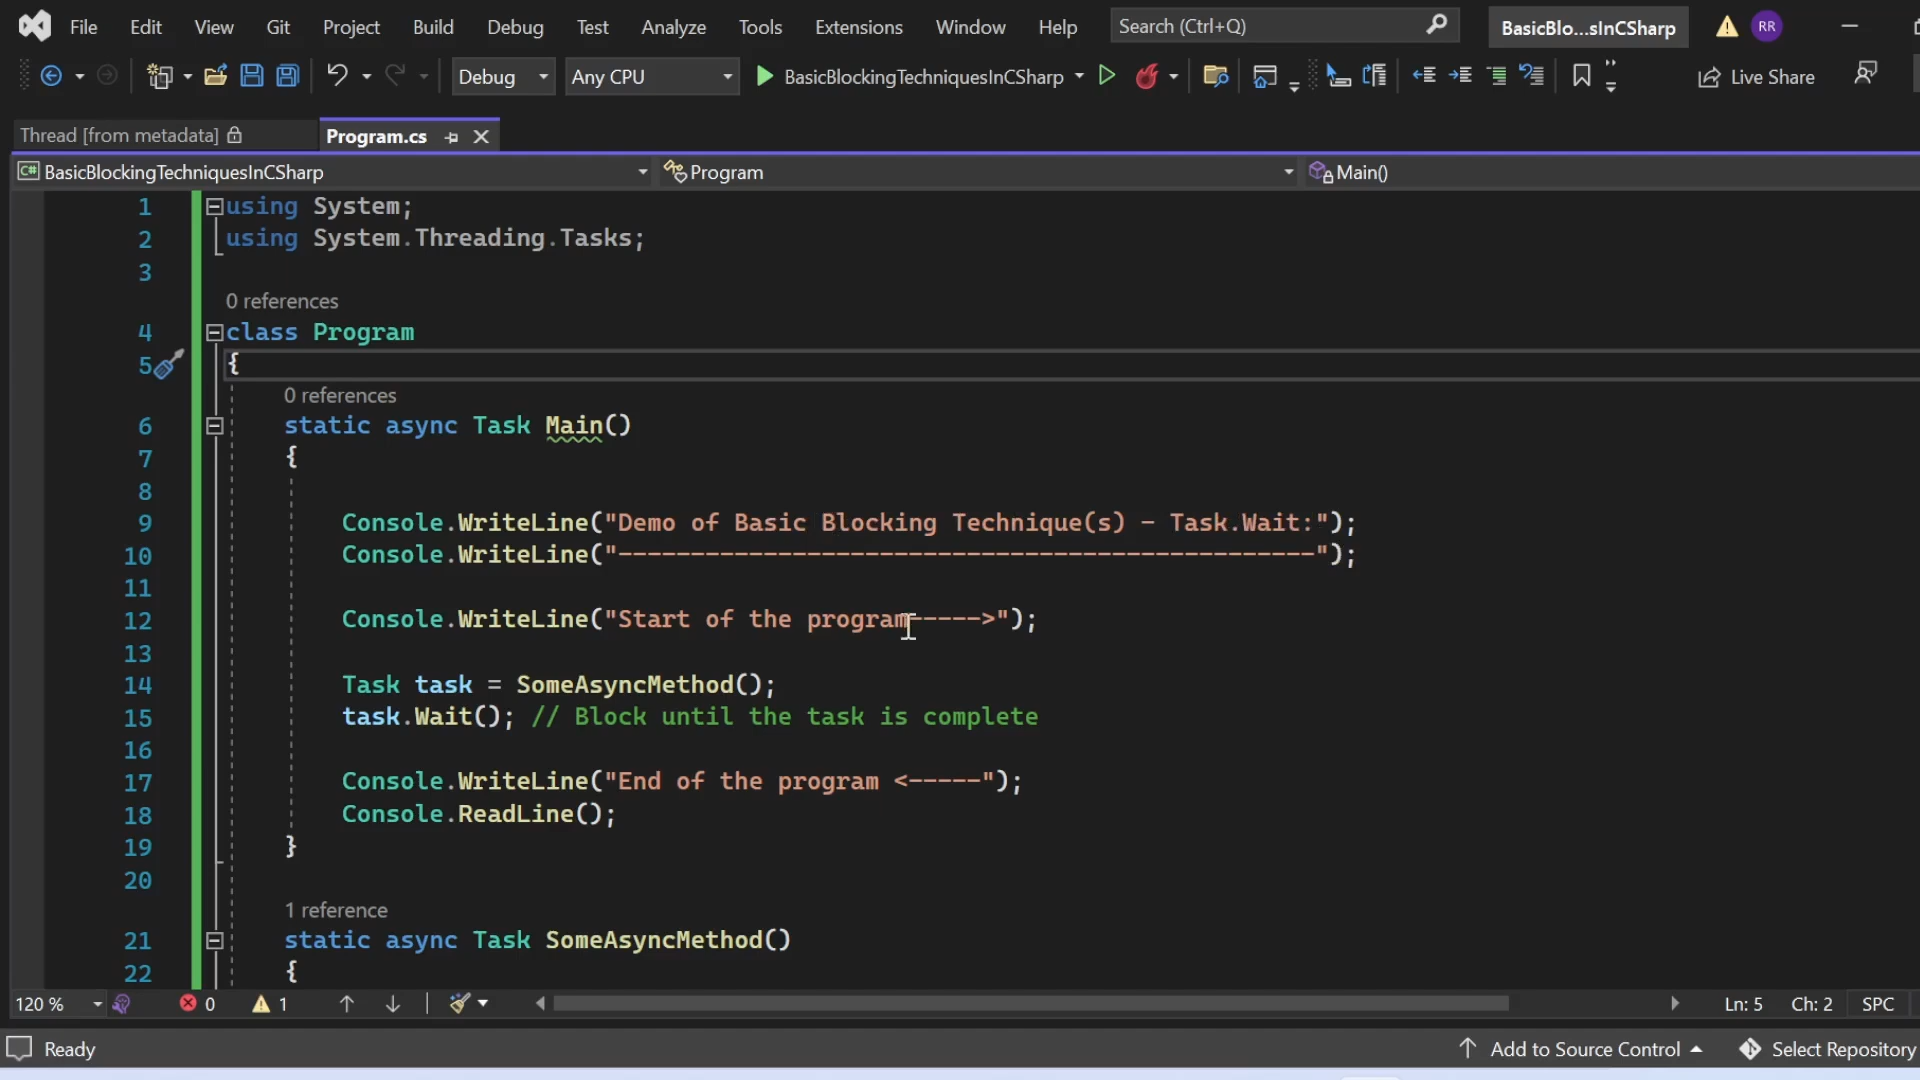 File Edit View Git Project Build Debug Test Analyze Tools Extensions Window Help Search (Ctrl+Q) BasicBlo...sInCSharp RR
Debug Any CPU BasicBlockingTechniquesInCSharp Live Share
Thread [from metadata] Program.cs
C# BasicBlockingTechniquesInCSharp Program Main()
1 using System;
2 using System.Threading.Tasks;
3
0 references
4 class Program
5 {
0 references
6 static async Task Main()
7 {
8
9 Console.WriteLine("Demo of Basic Blocking Technique(s) - Task.Wait:");
10 Console.WriteLine("------------------------------------------------");
11
12 Console.WriteLine("Start of the program----->");
13
14 Task task = SomeAsyncMethod();
15 task.Wait(); // Block until the task is complete
16
17 Console.WriteLine("End of the program <-----");
18 Console.ReadLine();
19 }
20
1 reference
21 static async Task SomeAsyncMethod()
22 {
120 % 0 1 Ln: 5 Ch: 2 SPC
Ready Add to Source Control Select Repository